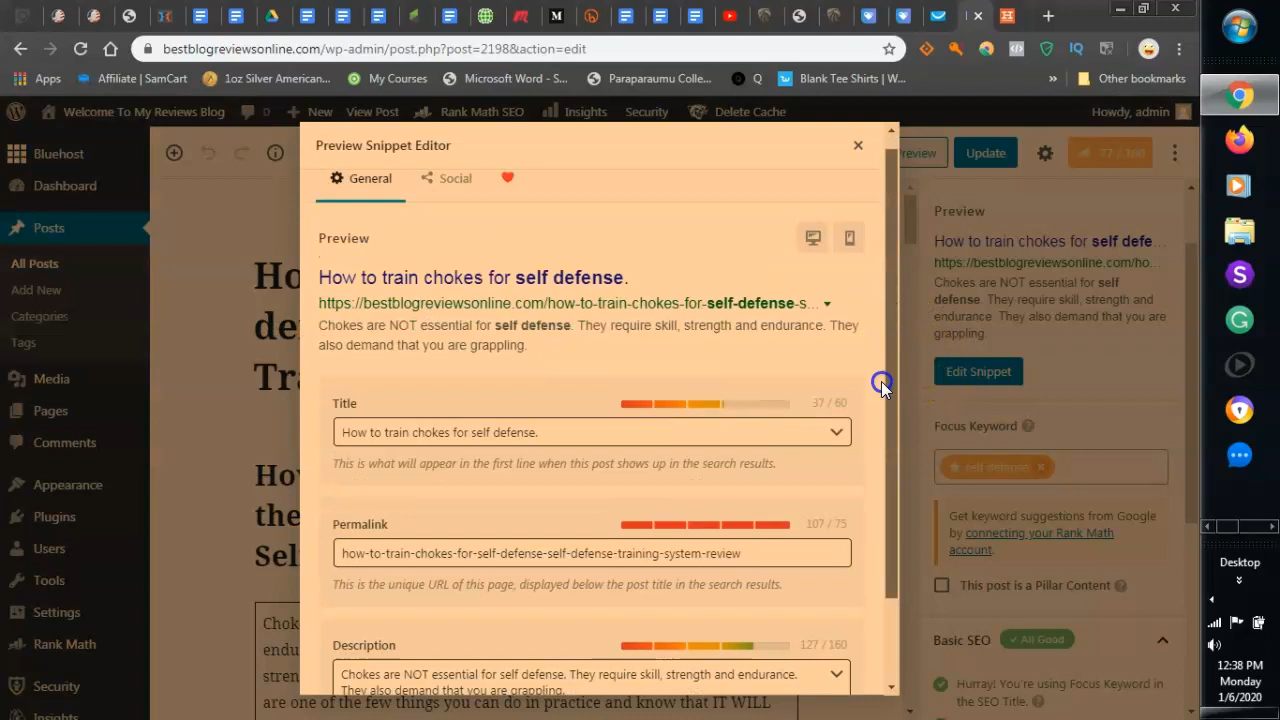 bestblogreviewsonline.com/wp-admin/post.php?post=2198&action=edit
Apps
Affiliate | SamCart
1oz Silver American...
My Courses
Microsoft Word - S...
Paraparaumu Colle...
Q
Blank Tee Shirts | W...
»
Other bookmarks
Welcome To My Reviews Blog
0
New
View Post
Rank Math SEO
Insights
Security
Delete Cache
Howdy, admin
Bluehost
Dashboard
Posts
All Posts
Add New
Categories
Tags
Media
Pages
Comments
Appearance
Plugins
Users
Tools
Settings
Rank Math
Security
Insights
Preview Snippet Editor
General
Social
Preview
How to train chokes for self defense.
https://bestblogreviewsonline.com/how-to-train-chokes-for-self-defense-s...
Chokes are NOT essential for self defense. They require skill, strength and endurance. They
also demand that you are grappling.
Title
37 / 60
How to train chokes for self defense.
This is what will appear in the first line when this post shows up in the search results.
Permalink
107 / 75
how-to-train-chokes-for-self-defense-self-defense-training-system-review
This is the unique URL of this page, displayed below the post title in the search results.
Description
127 / 160
Chokes are NOT essential for self defense. They require skill, strength and endurance.
They also demand that you are grappling.
are one of the few things you can do in practice and know that IT WILL
Update
77 / 100
Preview
How to train chokes for self defe...
https://bestblogreviewsonline.com/ho...
Chokes are NOT essential for self
defense. They require skill, strength and
endurance. They also demand that you are
grappling.
Edit Snippet
Focus Keyword
self defense
Get keyword suggestions from Google
by connecting your Rank Math
account.
This post is a Pillar Content
Basic SEO
All Good
Hurray! You're using Focus Keyword in
the SEO Title.
Desktop
12:38 PM
Monday
1/6/2020